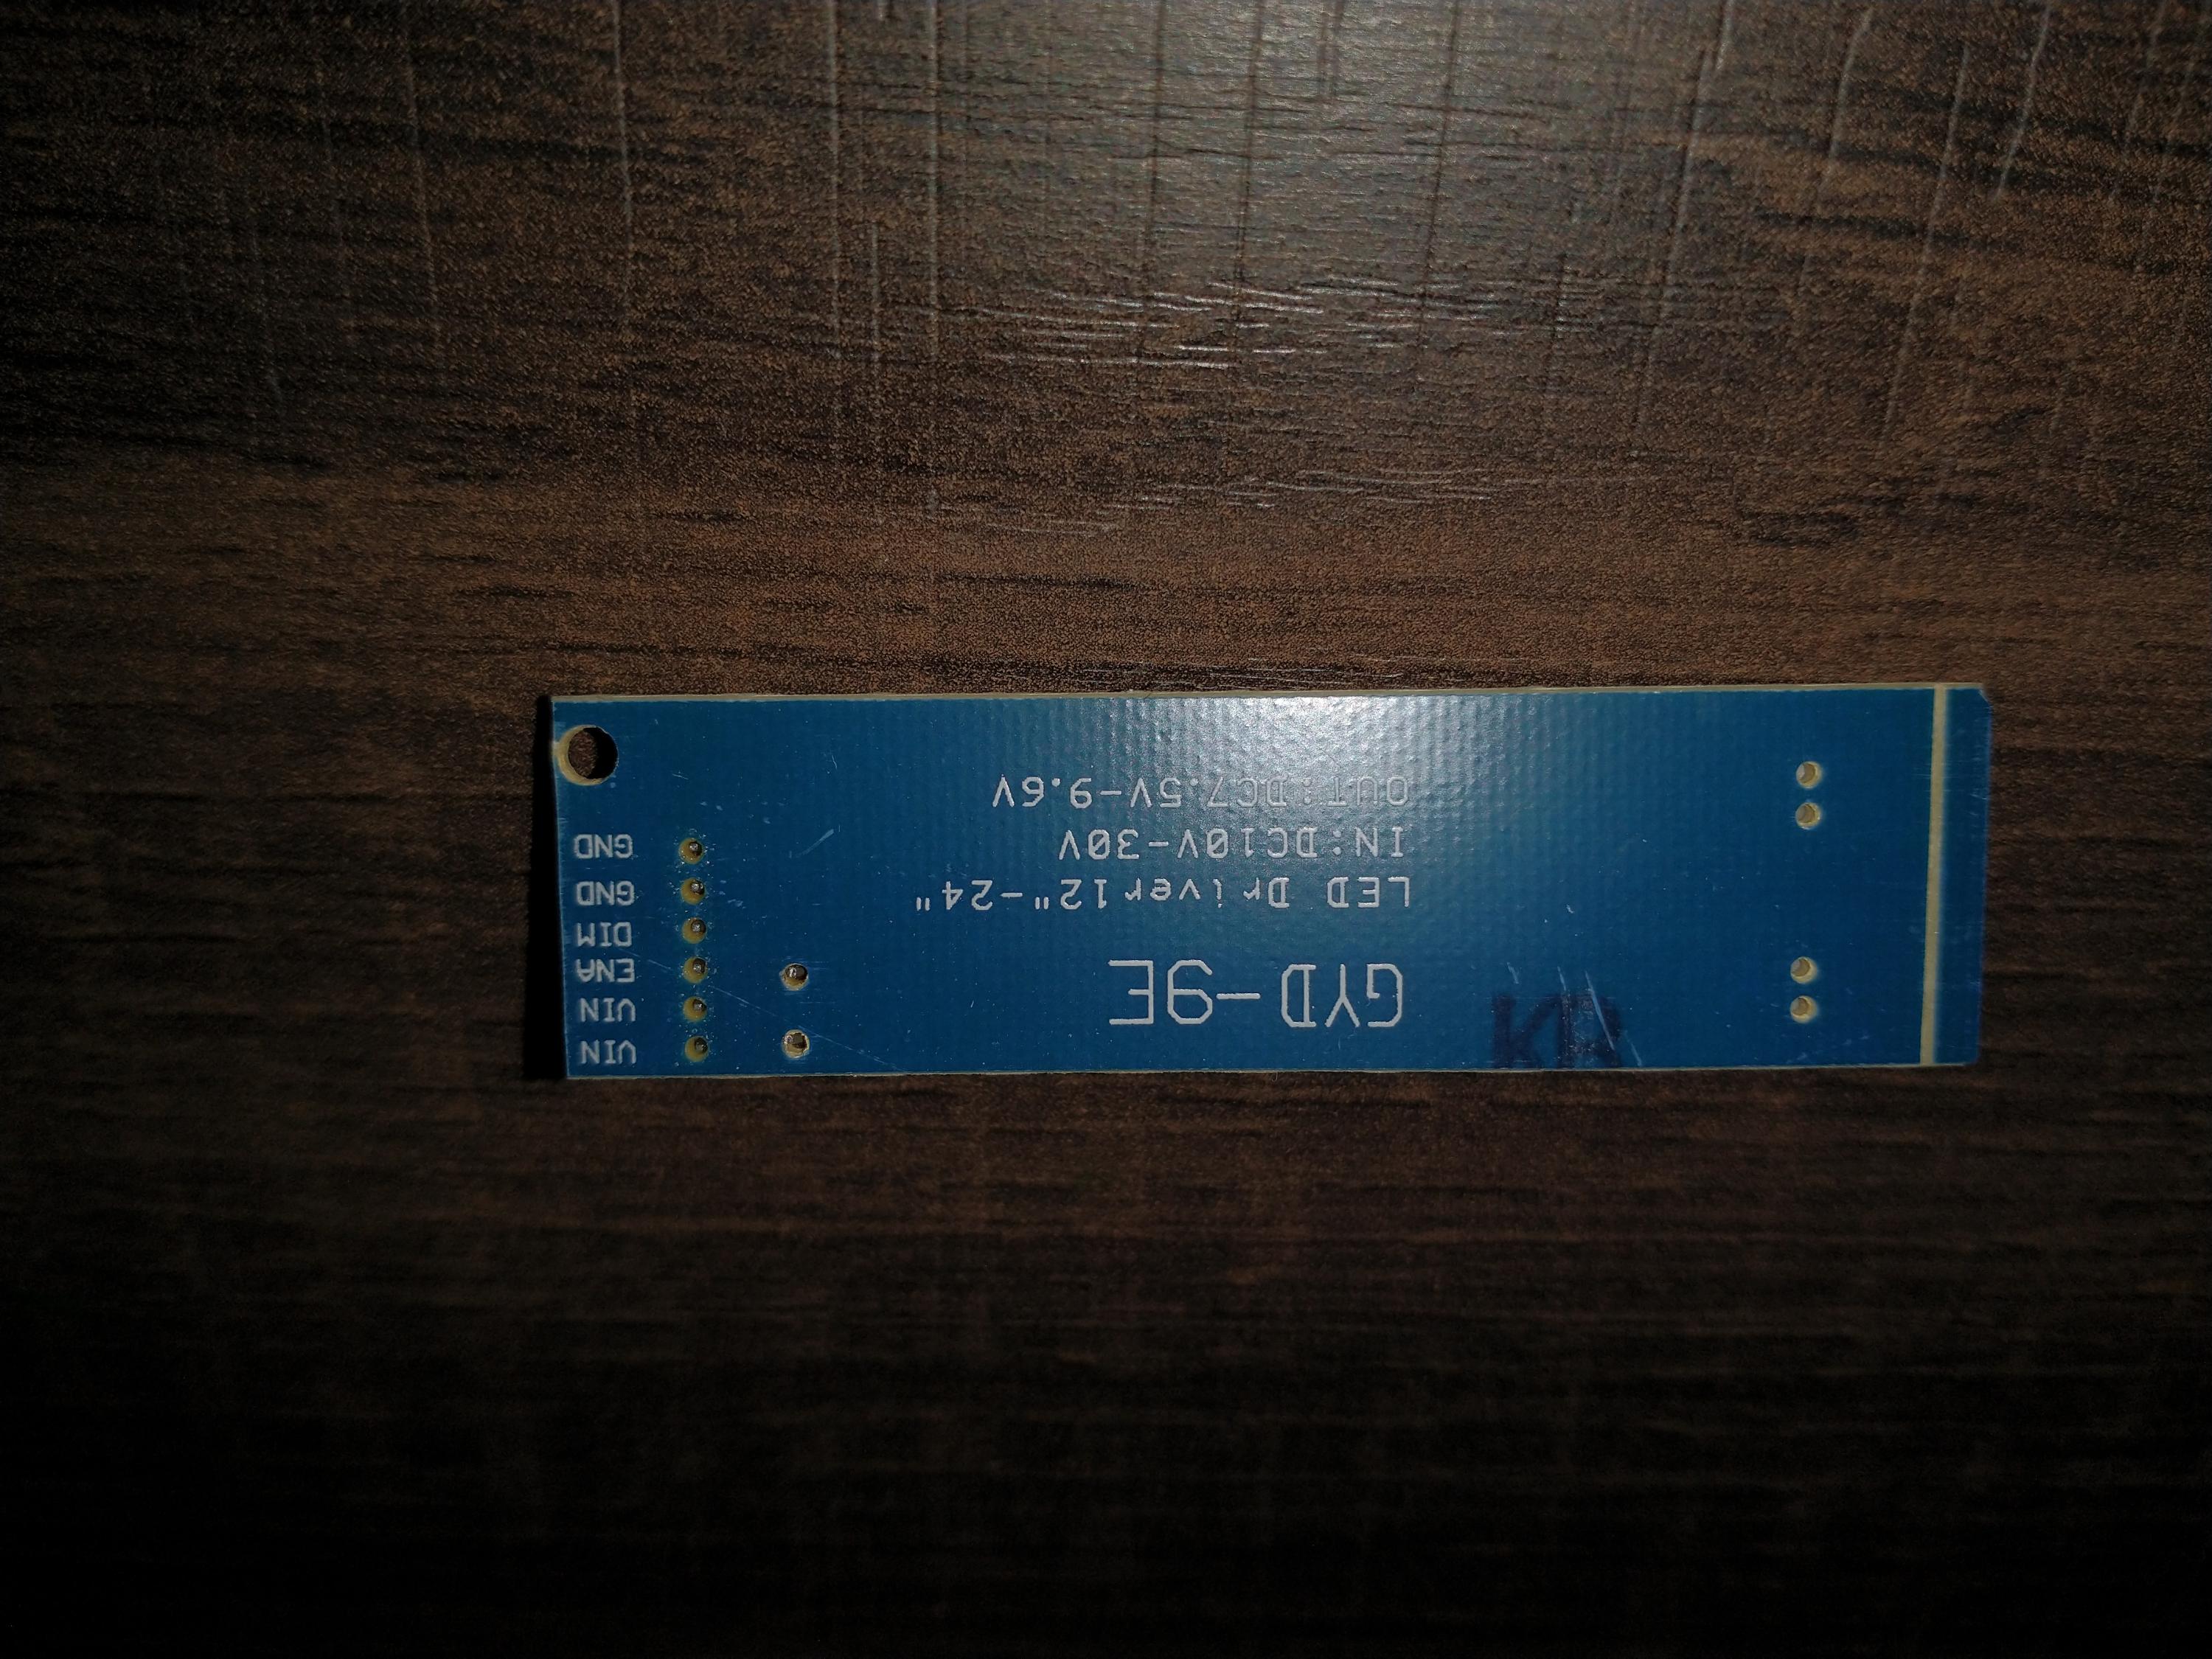 GYD-9E
LED Driver12"-24"
IN:DC10V-30V
OUT:DC7.5V-9.6V
VIN
VIN
ENA
DIM
GND
GND